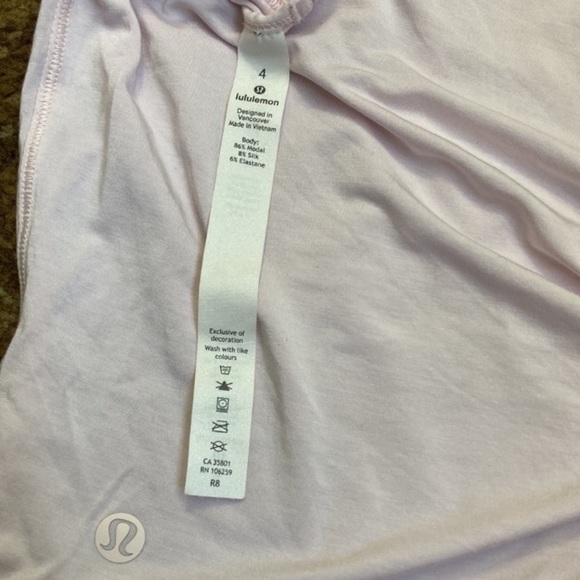 4
lululemon
Designed in
Vancouver
Made in Vietnam
Body:
86% Modal
8% Silk
6% Elastane
Exclusive of
decoration
Wash with like
colours
CA 35801
RN 106259
R8